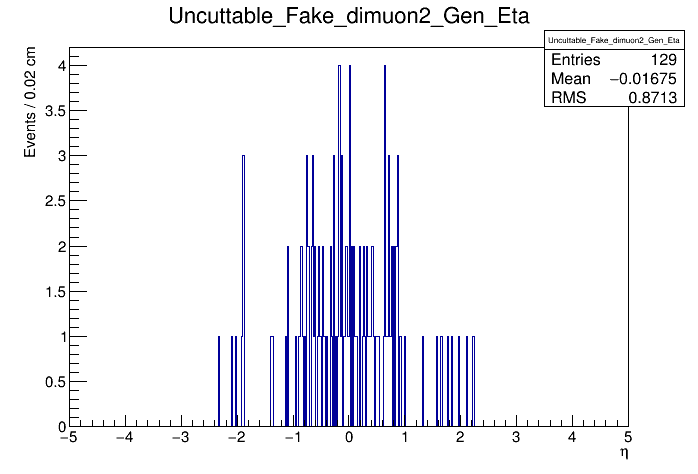 Uncuttable_Fake_dimuon2_Gen_Eta
Uncuttable_Fake_dimuon2_Gen_Eta
Entries 129
Mean −0.01675
RMS 0.8713
Events / 0.02 cm
4
3.5
3
2.5
2
1.5
1
0.5
0
−5 −4 −3 −2 −1 0 1 2 3 4 5
η